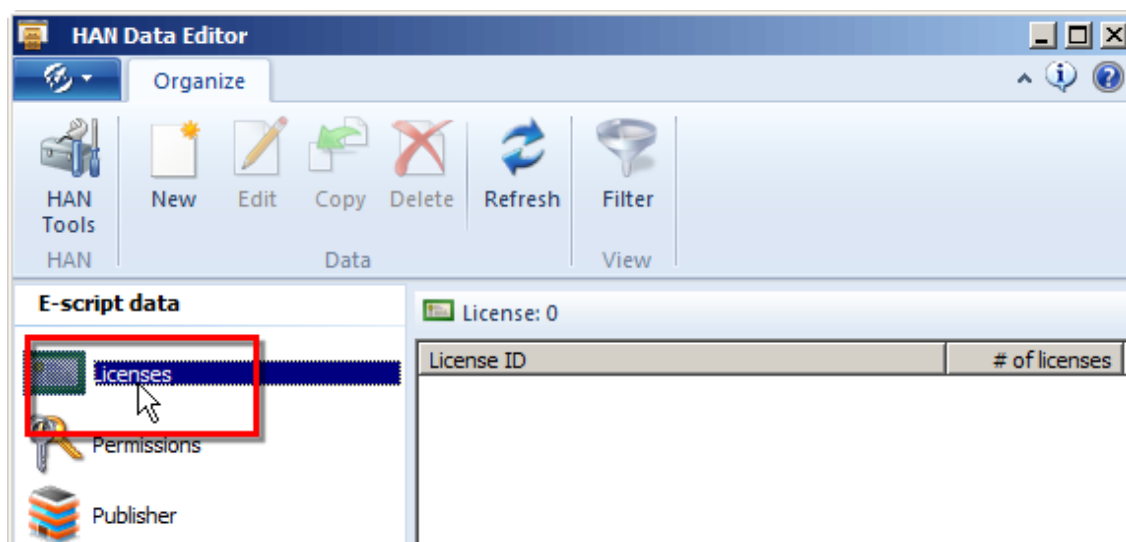 HAN Data Editor
Organize
HAN Tools
New
Edit
Copy
Delete
Refresh
Filter
HAN
Data
View
E-script data
License: 0
License ID
# of licenses
Licenses
Permissions
Publisher